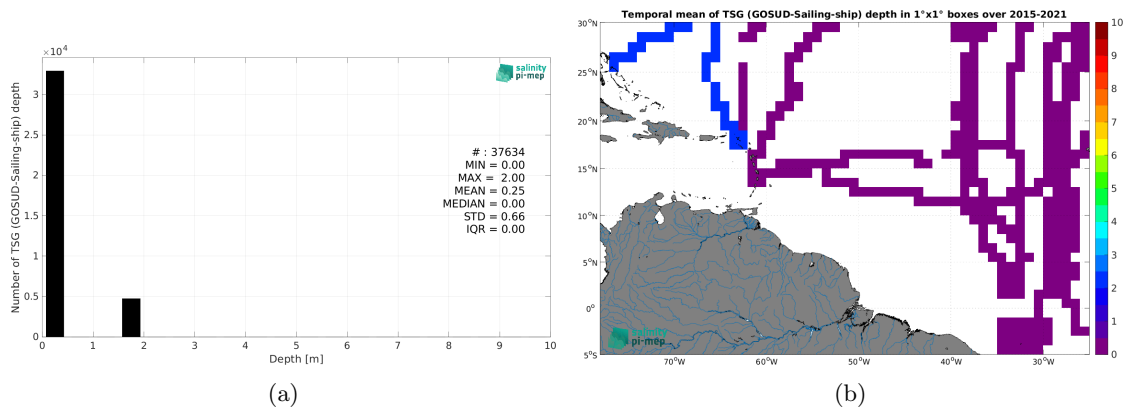 ×10⁴
Number of TSG (GOSUD-Sailing-ship) depth
3
2.5
2
1.5
1
0.5
0
0 1 2 3 4 5 6 7 8 9 10
Depth [m]
salinity
pi-mep
# : 37634
MIN = 0.00
MAX = 2.00
MEAN = 0.25
MEDIAN = 0.00
STD = 0.66
IQR = 0.00
(a)
Temporal mean of TSG (GOSUD-Sailing-ship) depth in 1°x1° boxes over 2015-2021
30°N
25°N
20°N
15°N
10°N
5°N
0°
5°S
70°W 60°W 50°W 40°W 30°W
salinity
pi-mep
10
9
8
7
6
5
4
3
2
1
0
(b)